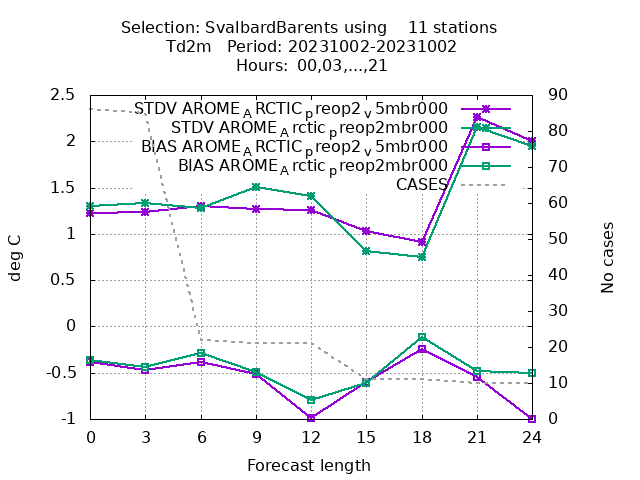 Selection: SvalbardBarents using    11 stations
Td2m   Period: 20231002-20231002
Hours:  00,03,...,21
2.5
2
1.5
1
0.5
0
-0.5
-1
deg C
STDV AROME_ARCTIC_preop2_v5mbr000
STDV AROME_Arctic_preop2mbr000
BIAS AROME_ARCTIC_preop2_v5mbr000
BIAS AROME_Arctic_preop2mbr000
CASES
90
80
70
60
50
40
30
20
10
0
No cases
0 3 6 9 12 15 18 21 24
Forecast length